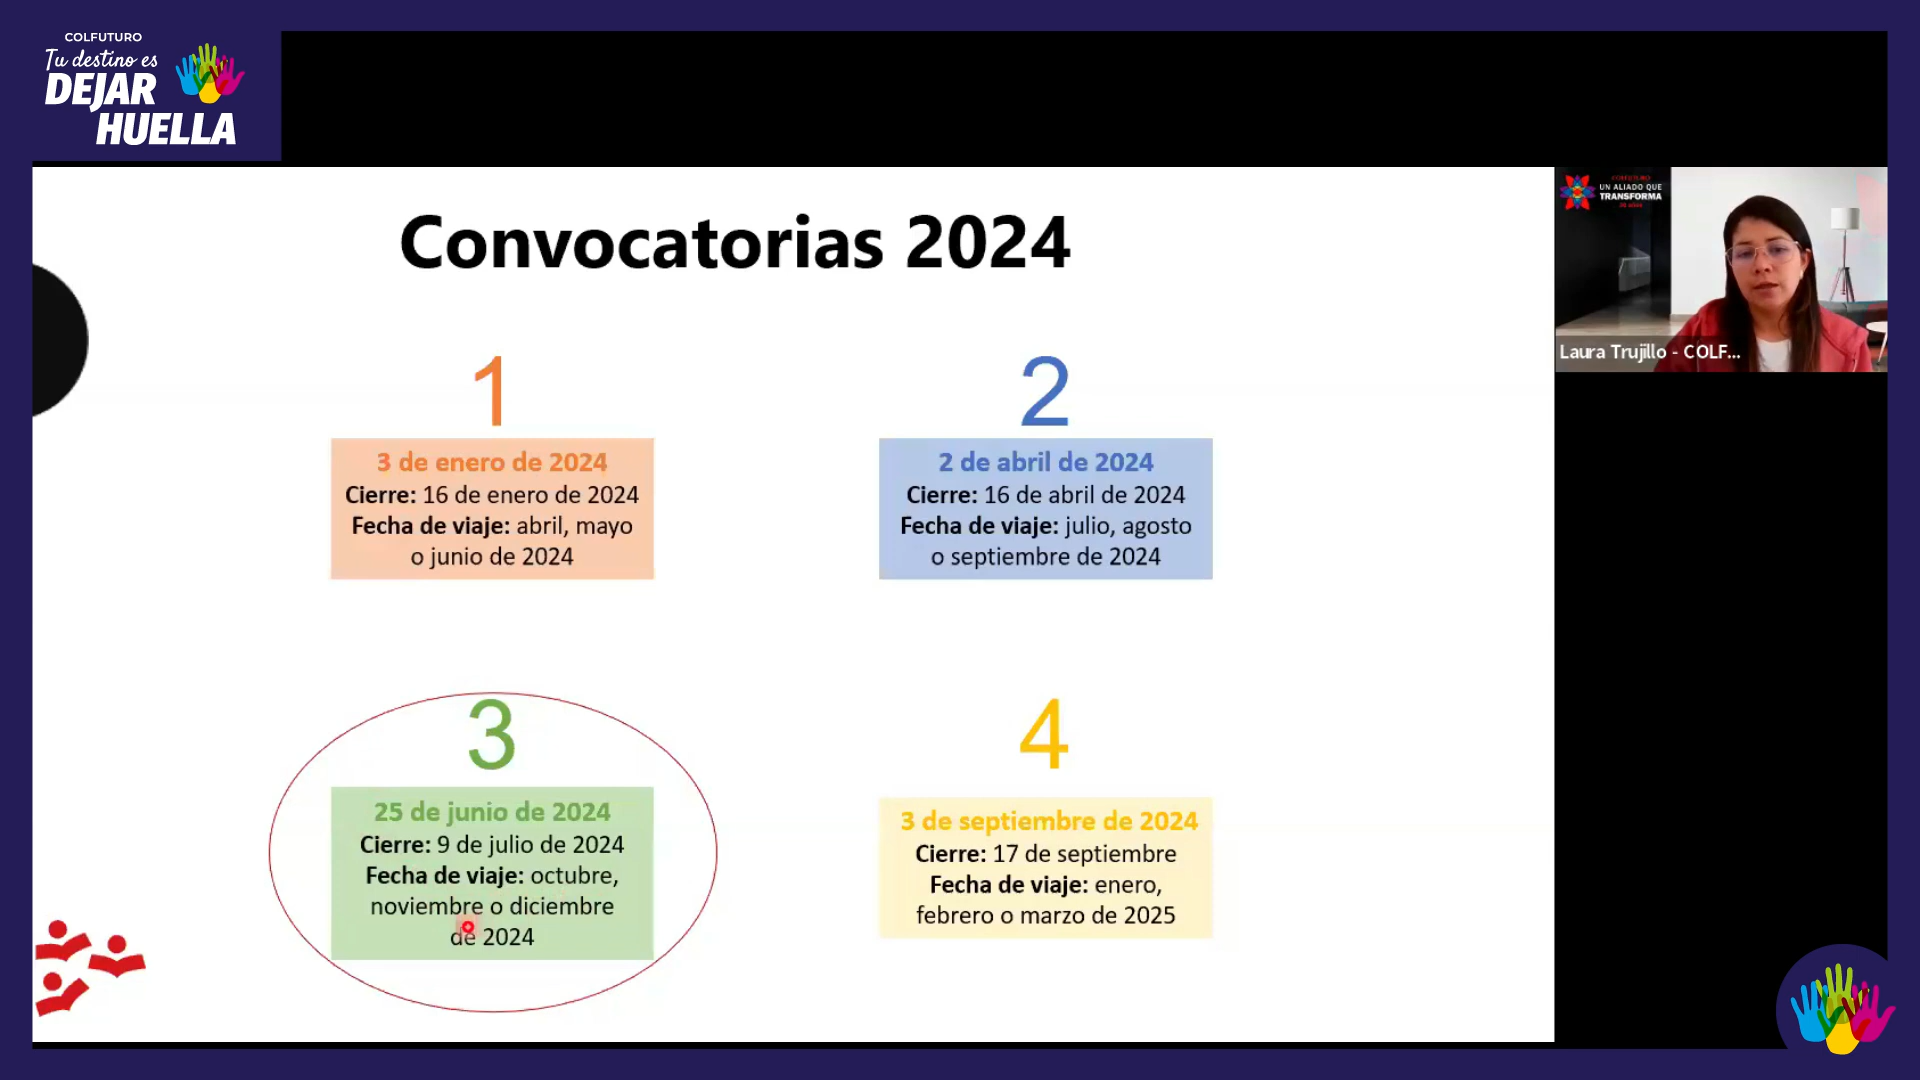 COLFUTURO
Tu destino es
DEJAR
HUELLA
Convocatorias 2024
1
3 de enero de 2024
Cierre: 16 de enero de 2024
Fecha de viaje: abril, mayo
o junio de 2024
2
2 de abril de 2024
Cierre: 16 de abril de 2024
Fecha de viaje: julio, agosto
o septiembre de 2024
3
25 de junio de 2024
Cierre: 9 de julio de 2024
Fecha de viaje: octubre,
noviembre o diciembre
de 2024
4
3 de septiembre de 2024
Cierre: 17 de septiembre
Fecha de viaje: enero,
febrero o marzo de 2025
COLFUTURO
UN ALIADO QUE
TRANSFORMA
Laura Trujillo - COLF...